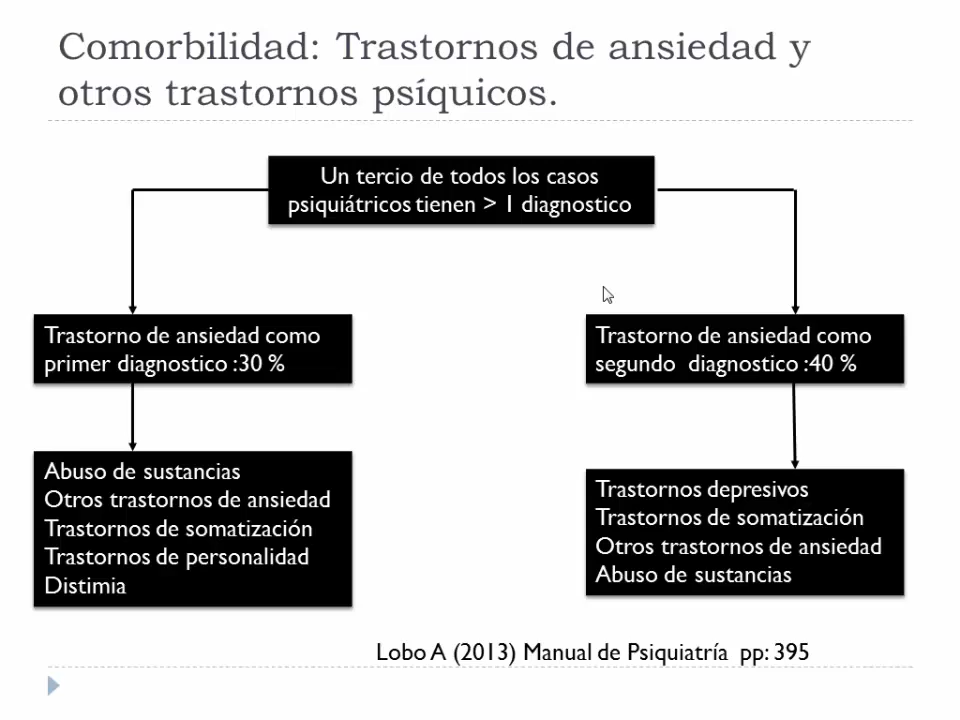 Comorbilidad: Trastornos de ansiedad y
otros trastornos psíquicos.
Un tercio de todos los casos
psiquiátricos tienen > 1 diagnostico
Trastorno de ansiedad como
primer diagnostico :30 %
Trastorno de ansiedad como
segundo diagnostico :40 %
Abuso de sustancias
Otros trastornos de ansiedad
Trastornos de somatización
Trastornos de personalidad
Distimia
Trastornos depresivos
Trastornos de somatización
Otros trastornos de ansiedad
Abuso de sustancias
Lobo A (2013) Manual de Psiquiatría pp: 395